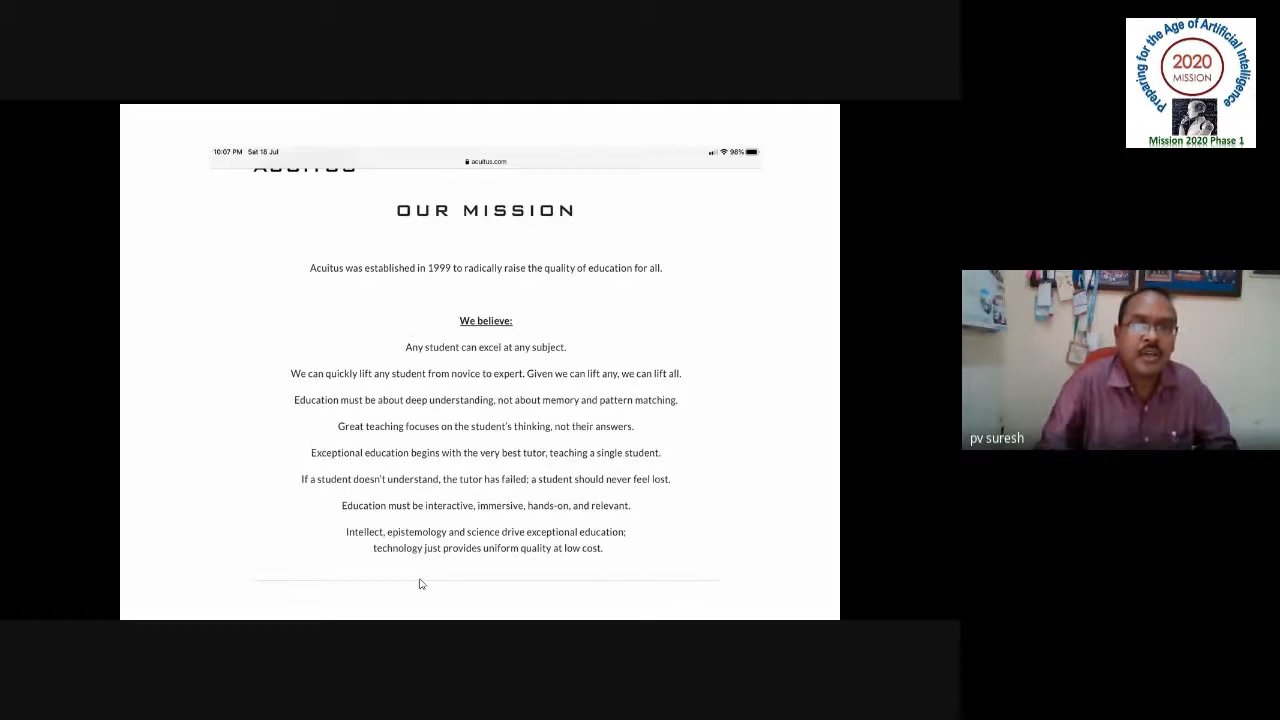 10:07 PM Sat 18 Jul
98%
acuitus.com
ACUITUS
OUR MISSION
Acuitus was established in 1999 to radically raise the quality of education for all.
We believe:
Any student can excel at any subject.
We can quickly lift any student from novice to expert. Given we can lift any, we can lift all.
Education must be about deep understanding, not about memory and pattern matching.
Great teaching focuses on the student's thinking, not their answers.
Exceptional education begins with the very best tutor, teaching a single student.
If a student doesn't understand, the tutor has failed; a student should never feel lost.
Education must be interactive, immersive, hands-on, and relevant.
Intellect, epistemology and science drive exceptional education;
technology just provides uniform quality at low cost.
Preparing for the Age of Artificial Intelligence
2020
MISSION
Mission 2020 Phase 1
pv suresh